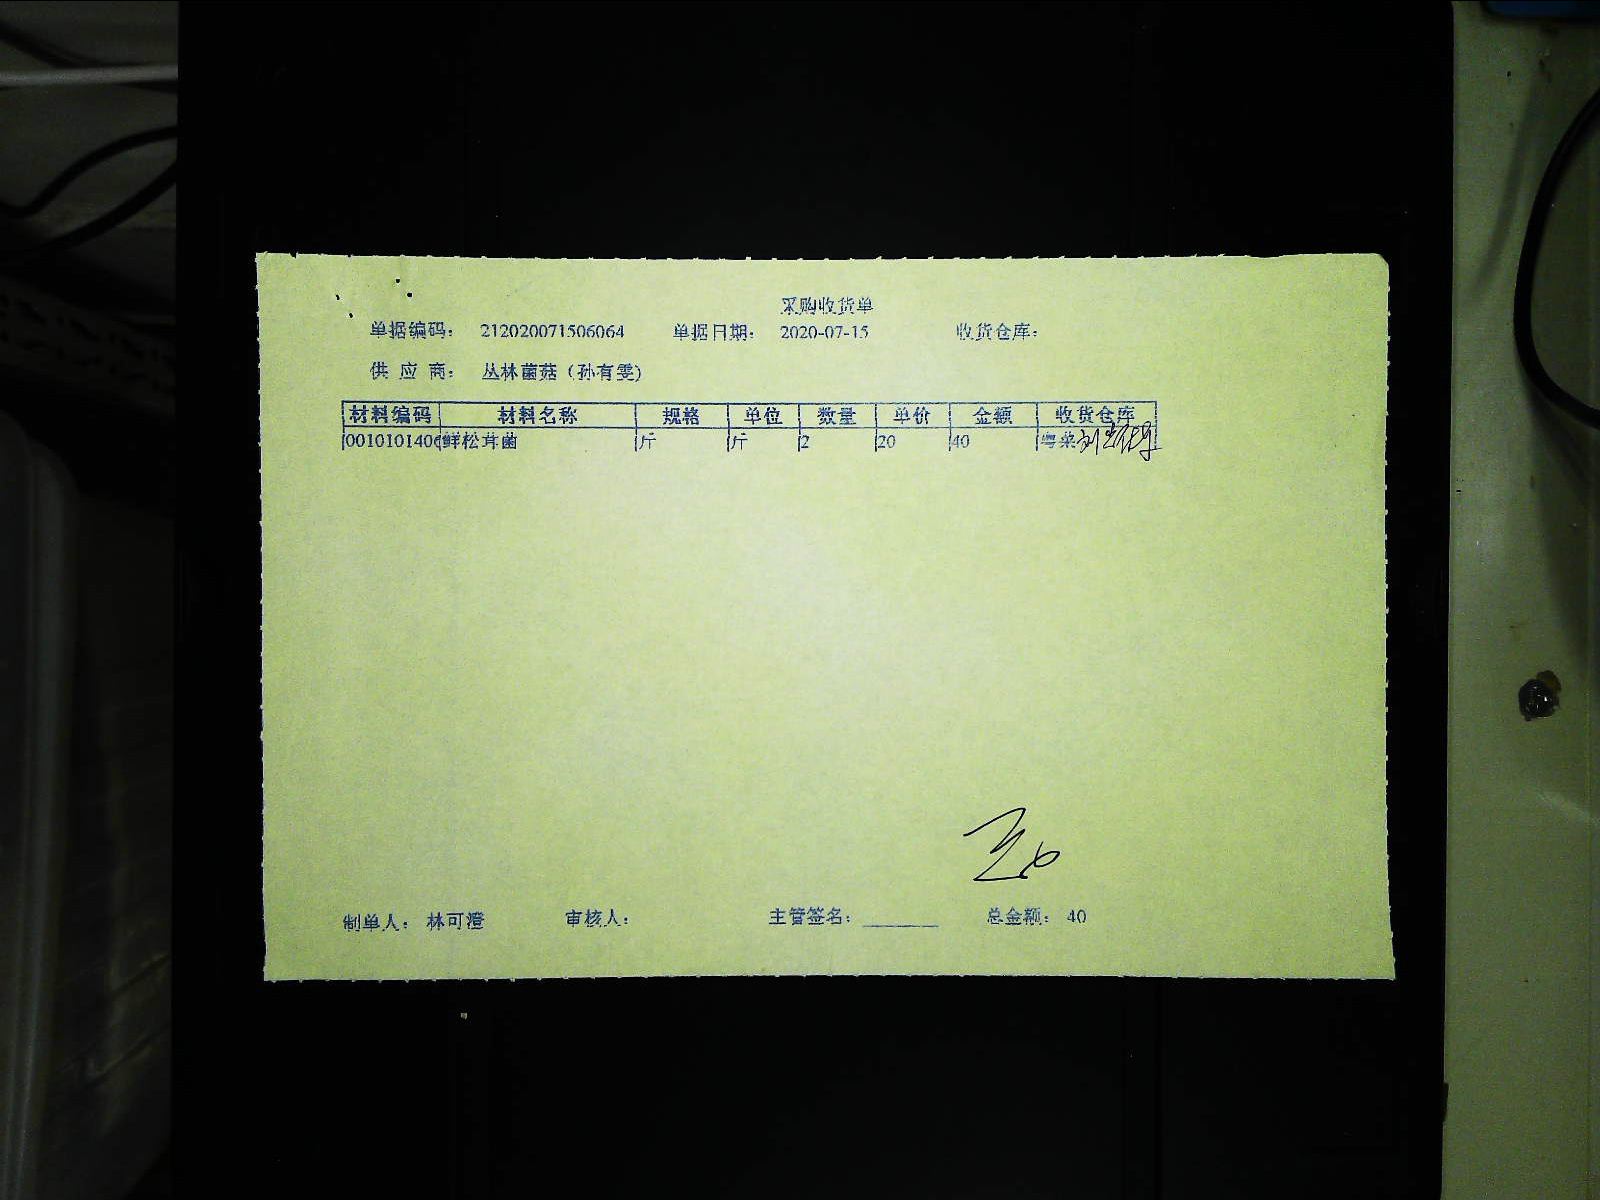 采购收货单
单据编码： 212020071506064 单据日期： 2020-07-15 收货仓库：
供 应 商： 丛林菌菇（孙有雯）
材料编码 材料名称 规格 单位 数量 单价 金额 收货仓库
0010101406 鲜松茸菌 斤 斤 2 20 40 粤菜
制单人： 林可澄 审核人： 主管签名： ________ 总金额： 40